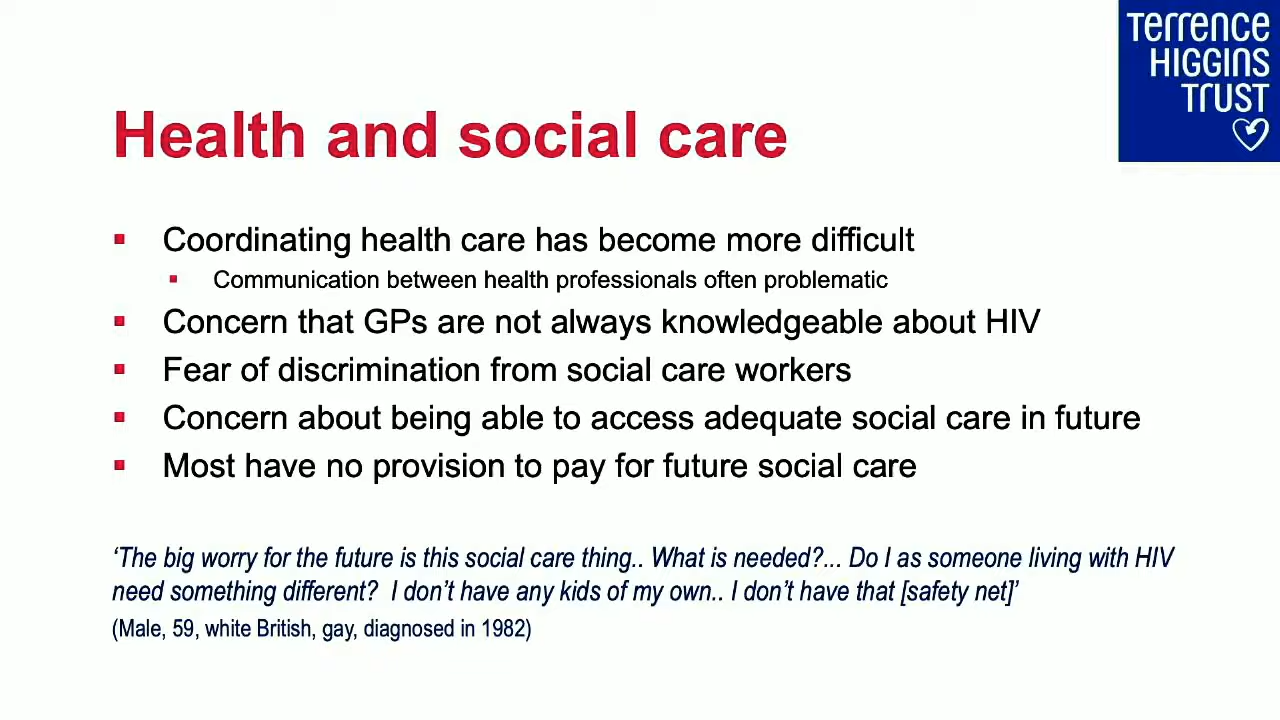 Terrence
HIGGINS
TRUST
Health and social care
▪ Coordinating health care has become more difficult
▪ Communication between health professionals often problematic
▪ Concern that GPs are not always knowledgeable about HIV
▪ Fear of discrimination from social care workers
▪ Concern about being able to access adequate social care in future
▪ Most have no provision to pay for future social care
‘The big worry for the future is this social care thing.. What is needed?... Do I as someone living with HIV
need something different?  I don’t have any kids of my own.. I don’t have that [safety net]’
(Male, 59, white British, gay, diagnosed in 1982)